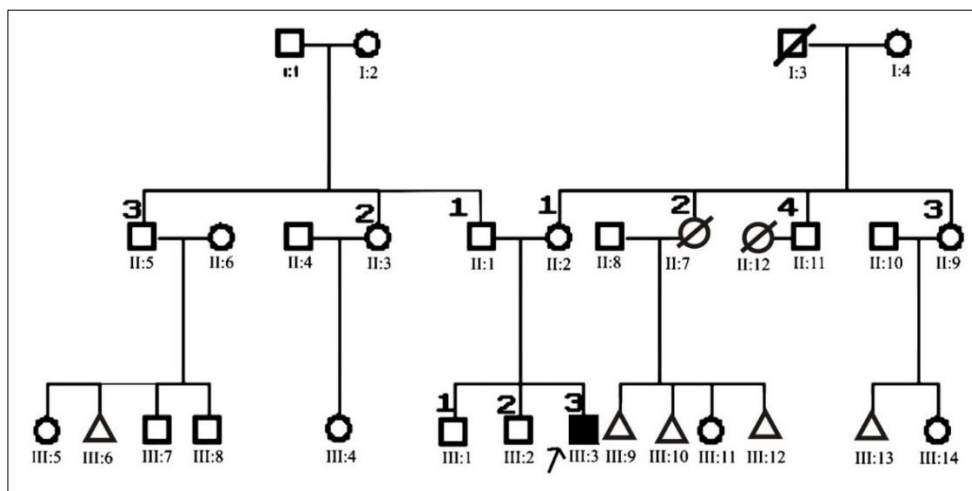 I:1 I:2 I:3 I:4
3 2 1 1 2 4 3
II:5 II:6 II:4 II:3 II:1 II:2 II:8 II:7 II:12 II:11 II:10 II:9
1 2 3
III:5 III:6 III:7 III:8 III:4 III:1 III:2 III:3 III:9 III:10 III:11 III:12 III:13 III:14